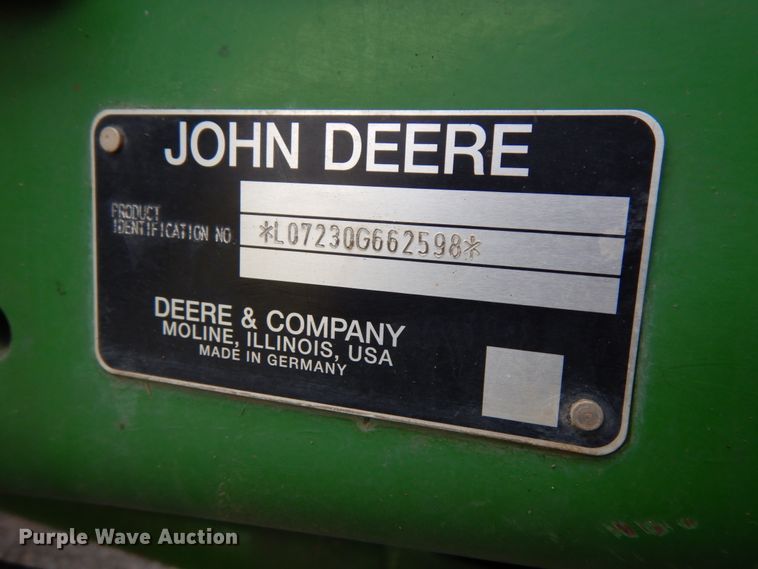 JOHN DEERE
PRODUCT
IDENTIFICATION NO.
*L07230G662598*
DEERE & COMPANY
MOLINE, ILLINOIS, USA
MADE IN GERMANY
Purple Wave Auction®